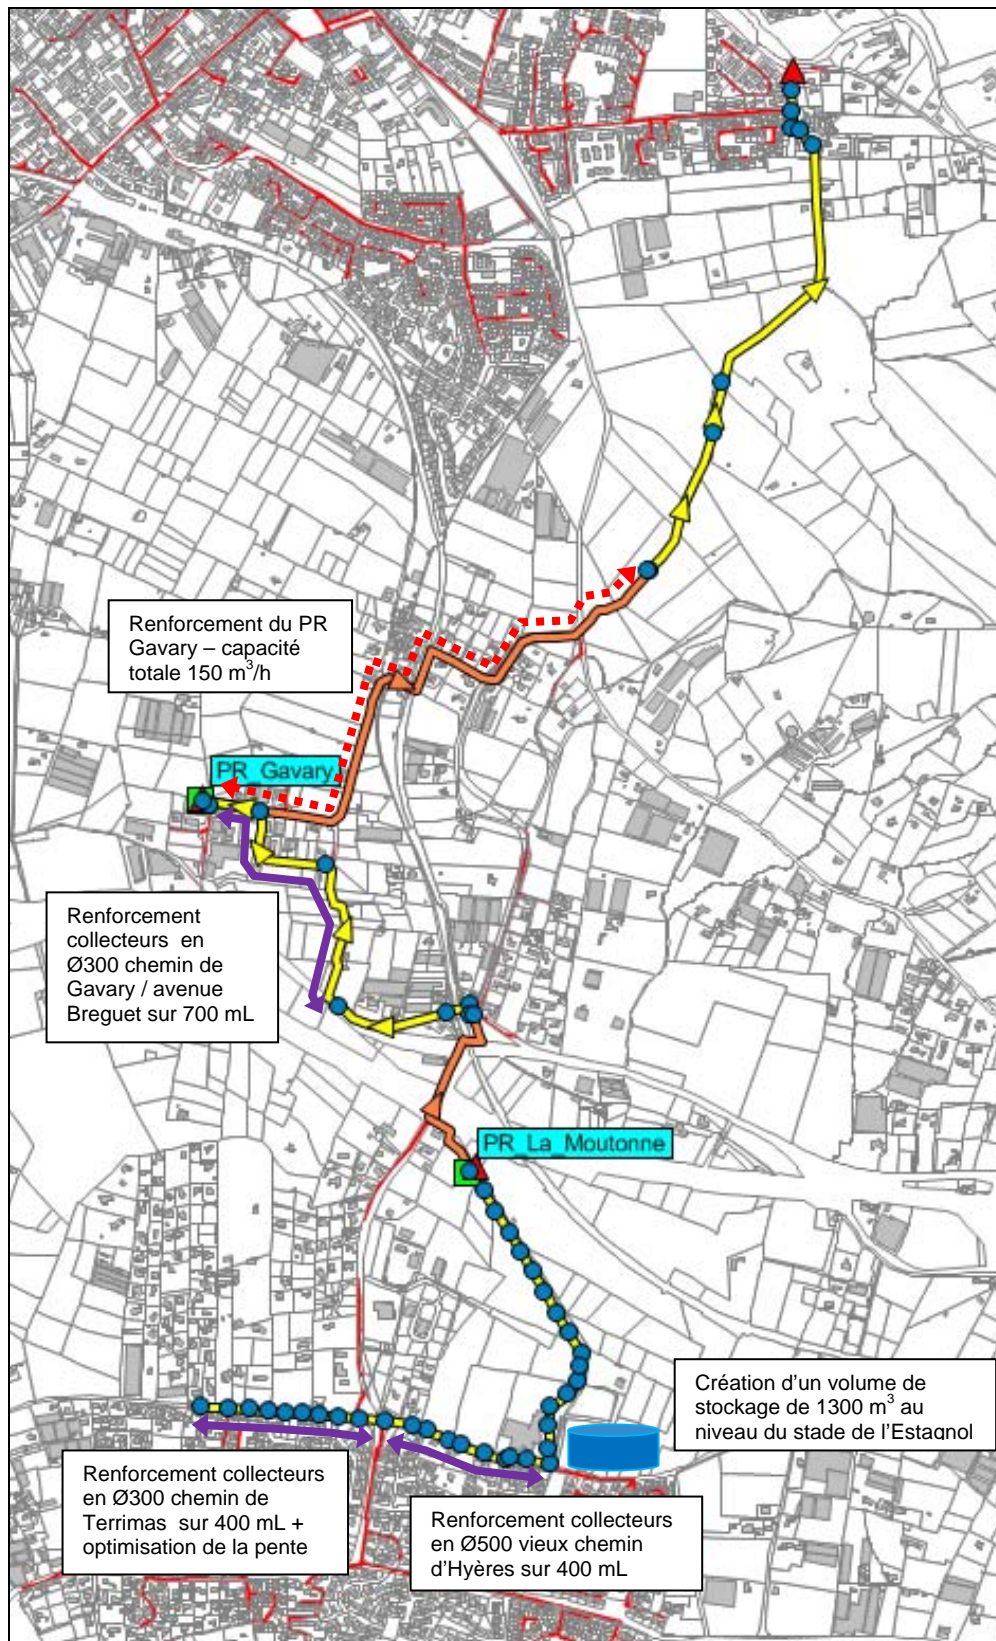 Renforcement du PR
Gavary – capacité
totale 150 m³/h
PR_Gavary
Renforcement
collecteurs en
Ø300 chemin de
Gavary / avenue
Breguet sur 700 mL
PR_La_Moutonne
Création d'un volume de
stockage de 1300 m³ au
niveau du stade de l'Estagnol
Renforcement collecteurs
en Ø300 chemin de
Terrimas sur 400 mL +
optimisation de la pente
Renforcement collecteurs
en Ø500 vieux chemin
d'Hyères sur 400 mL